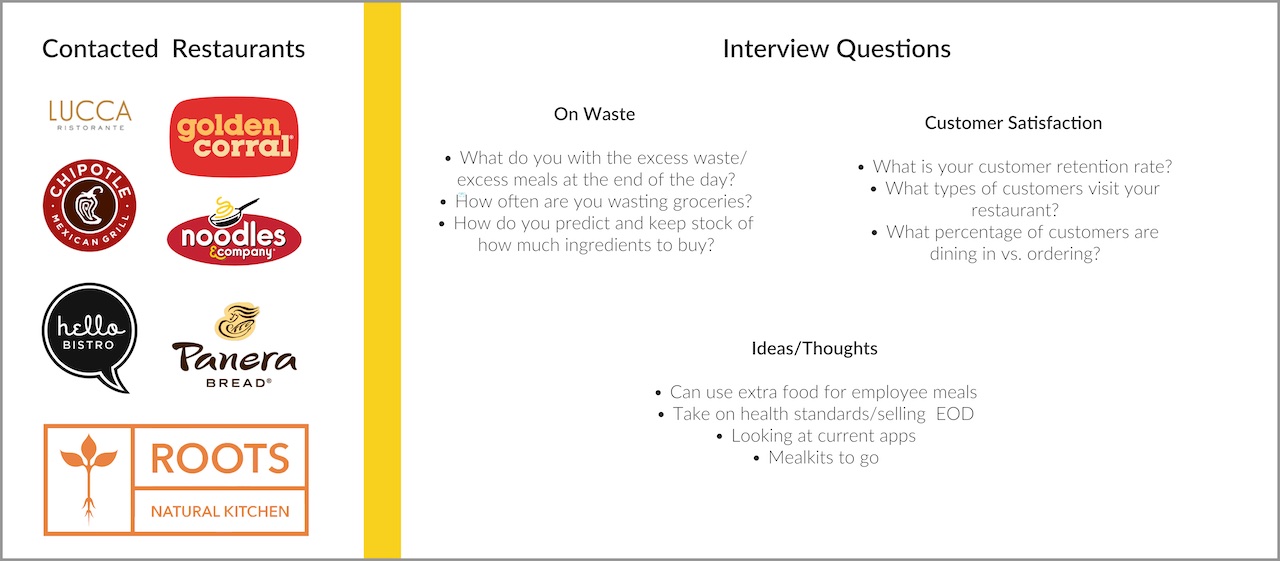 Contacted Restaurants
LUCCA
RISTORANTE
golden
corral®
CHIPOTLE
MEXICAN GRILL
noodles
&company
hello
BISTRO
Panera
BREAD®
ROOTS
NATURAL KITCHEN
Interview Questions
On Waste
• What do you with the excess waste/
excess meals at the end of the day?
• How often are you wasting groceries?
• How do you predict and keep stock of
how much ingredients to buy?
Customer Satisfaction
• What is your customer retention rate?
• What types of customers visit your
restaurant?
• What percentage of customers are
dining in vs. ordering?
Ideas/Thoughts
• Can use extra food for employee meals
• Take on health standards/selling EOD
• Looking at current apps
• Mealkits to go